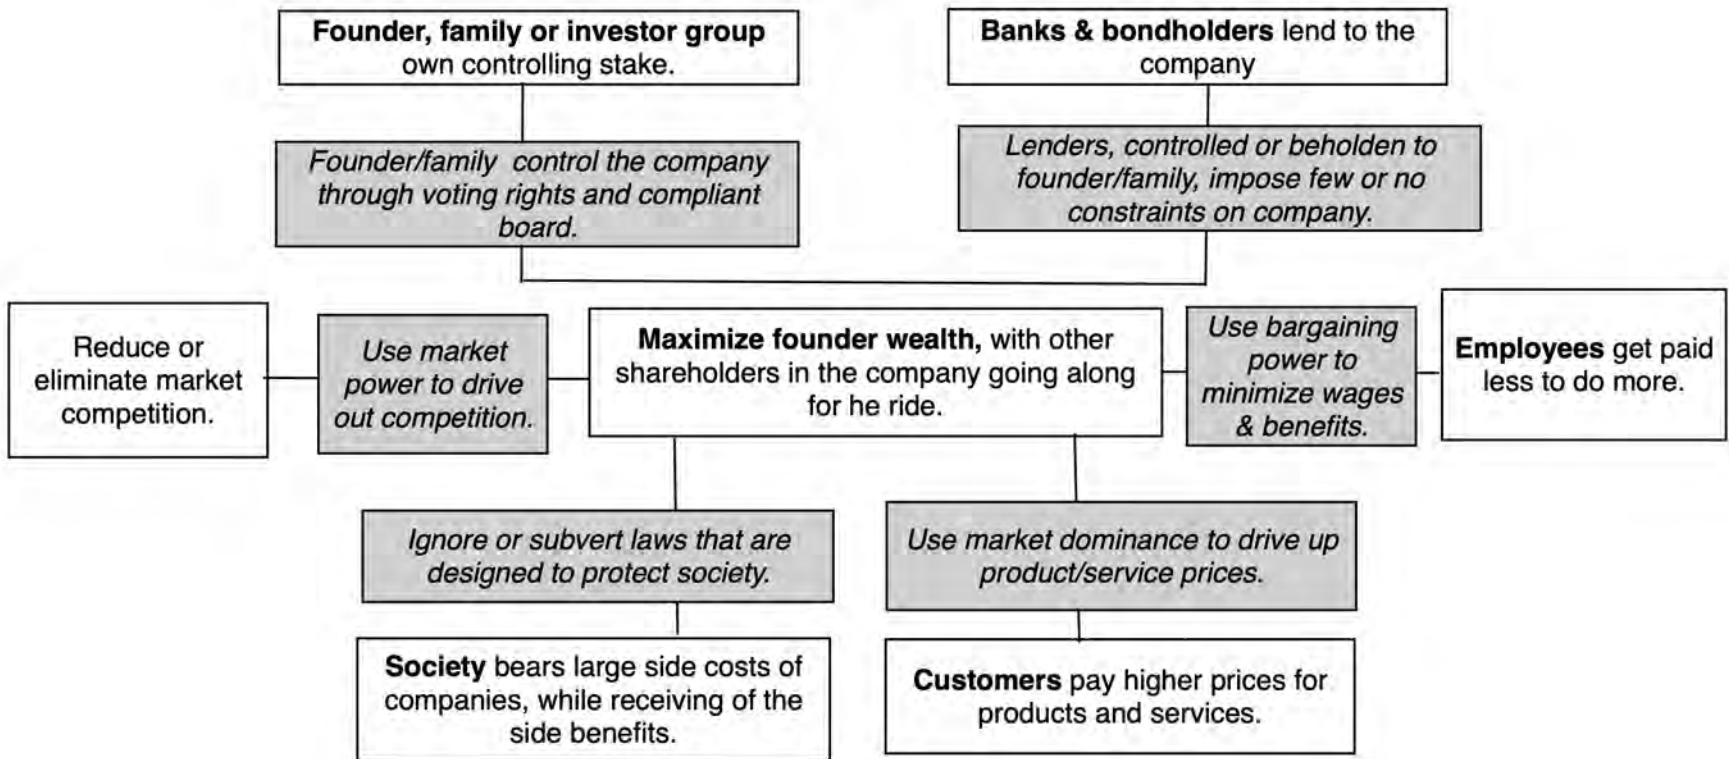 Founder, family or investor group
own controlling stake.
Banks & bondholders lend to the
company
Founder/family control the company
through voting rights and compliant
board.
Lenders, controlled or beholden to
founder/family, impose few or no
constraints on company.
Reduce or
eliminate market
competition.
Use market
power to drive
out competition.
Maximize founder wealth, with other
shareholders in the company going along
for he ride.
Use bargaining
power to
minimize wages
& benefits.
Employees get paid
less to do more.
Ignore or subvert laws that are
designed to protect society.
Use market dominance to drive up
product/service prices.
Society bears large side costs of
companies, while receiving of the
side benefits.
Customers pay higher prices for
products and services.